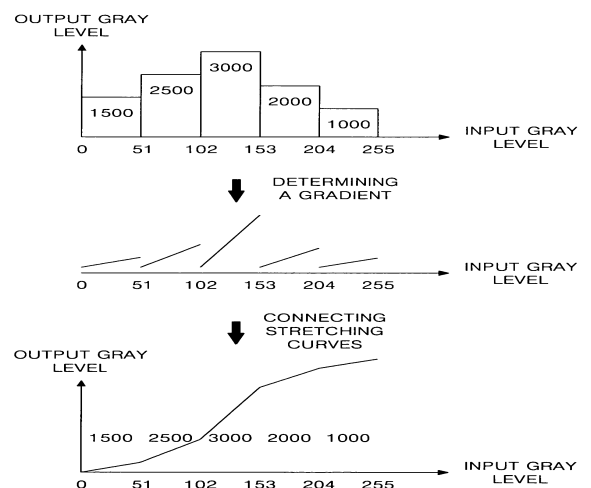 OUTPUT GRAY
LEVEL
3000
2500
2000
1500
1000
INPUT GRAY
LEVEL
0 51 102 153 204 255
DETERMINING
A GRADIENT
INPUT GRAY
LEVEL
0 51 102 153 204 255
CONNECTING
STRETCHING
CURVES
OUTPUT GRAY
LEVEL
1500 2500 3000 2000 1000
INPUT GRAY
LEVEL
0 51 102 153 204 255